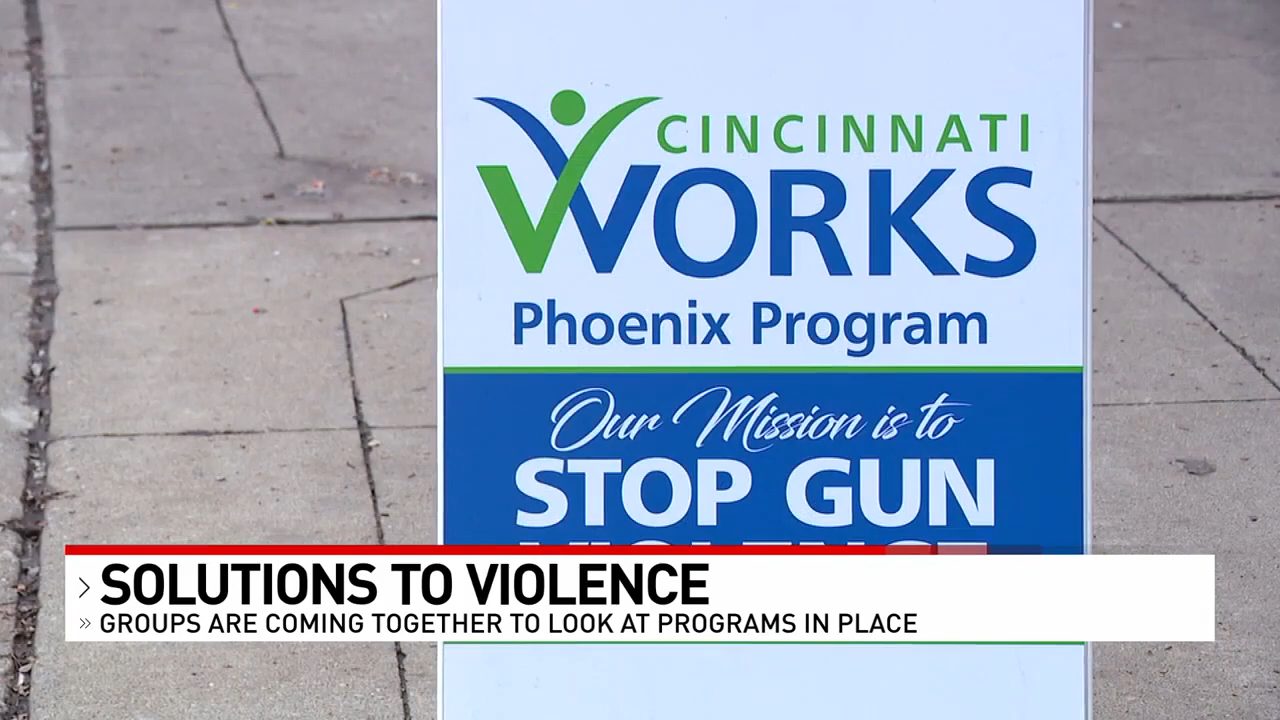 CINCINNATI
WORKS
Phoenix Program
Our Mission is to
STOP GUN
VIOLENCE
SOLUTIONS TO VIOLENCE
GROUPS ARE COMING TOGETHER TO LOOK AT PROGRAMS IN PLACE